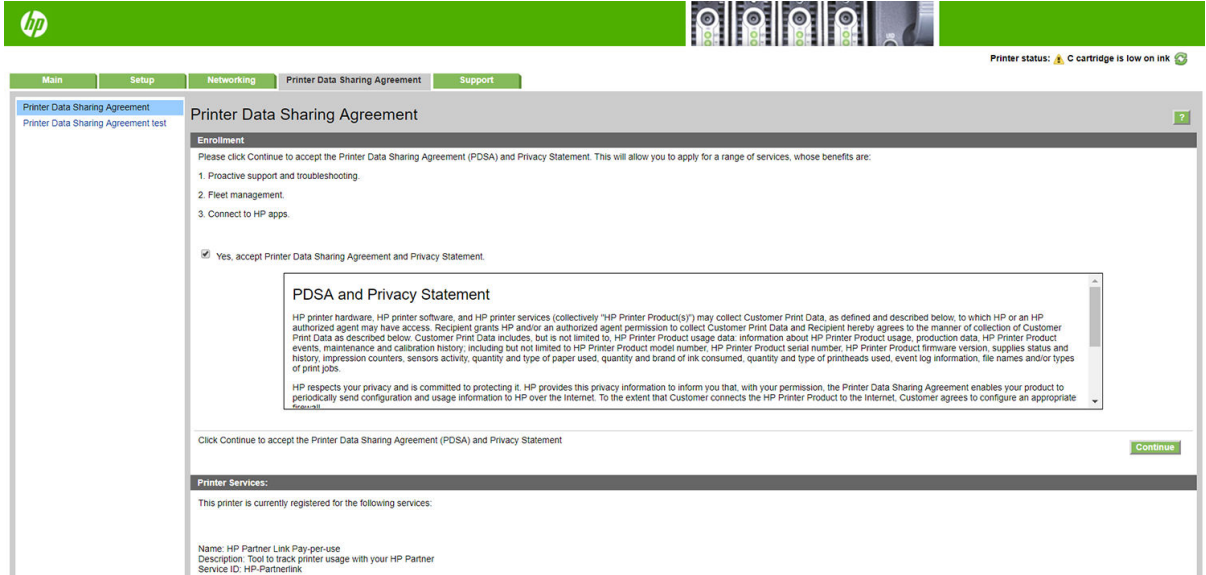 hp
Printer status: C cartridge is low on ink
Main Setup Networking Printer Data Sharing Agreement Support
Printer Data Sharing Agreement
Printer Data Sharing Agreement test
Printer Data Sharing Agreement
?
Enrollment
Please click Continue to accept the Printer Data Sharing Agreement (PDSA) and Privacy Statement. This will allow you to apply for a range of services, whose benefits are:
1. Proactive support and troubleshooting.
2. Fleet management.
3. Connect to HP apps.
Yes, accept Printer Data Sharing Agreement and Privacy Statement.
PDSA and Privacy Statement
HP printer hardware, HP printer software, and HP printer services (collectively "HP Printer Product(s)") may collect Customer Print Data, as defined and described below, to which HP or an HP
authorized agent may have access. Recipient grants HP and/or an authorized agent permission to collect Customer Print Data and Recipient hereby agrees to the manner of collection of Customer
Print Data as described below. Customer Print Data includes, but is not limited to, HP Printer Product usage data: information about HP Printer Product usage, production data, HP Printer Product
events, maintenance and calibration history; including but not limited to HP Printer Product model number, HP Printer Product serial number, HP Printer Product firmware version, supplies status and
history, impression counters, sensors activity, quantity and type of paper used, quantity and brand of ink consumed, quantity and type of printheads used, event log information, file names and/or types
of print jobs.
HP respects your privacy and is committed to protecting it. HP provides this privacy information to inform you that, with your permission, the Printer Data Sharing Agreement enables your product to
periodically send configuration and usage information to HP over the Internet. To the extent that Customer connects the HP Printer Product to the Internet, Customer agrees to configure an appropriate
firewall
Click Continue to accept the Printer Data Sharing Agreement (PDSA) and Privacy Statement
Continue
Printer Services:
This printer is currently registered for the following services:
Name: HP Partner Link Pay-per-use
Description: Tool to track printer usage with your HP Partner
Service ID: HP-Partnerlink